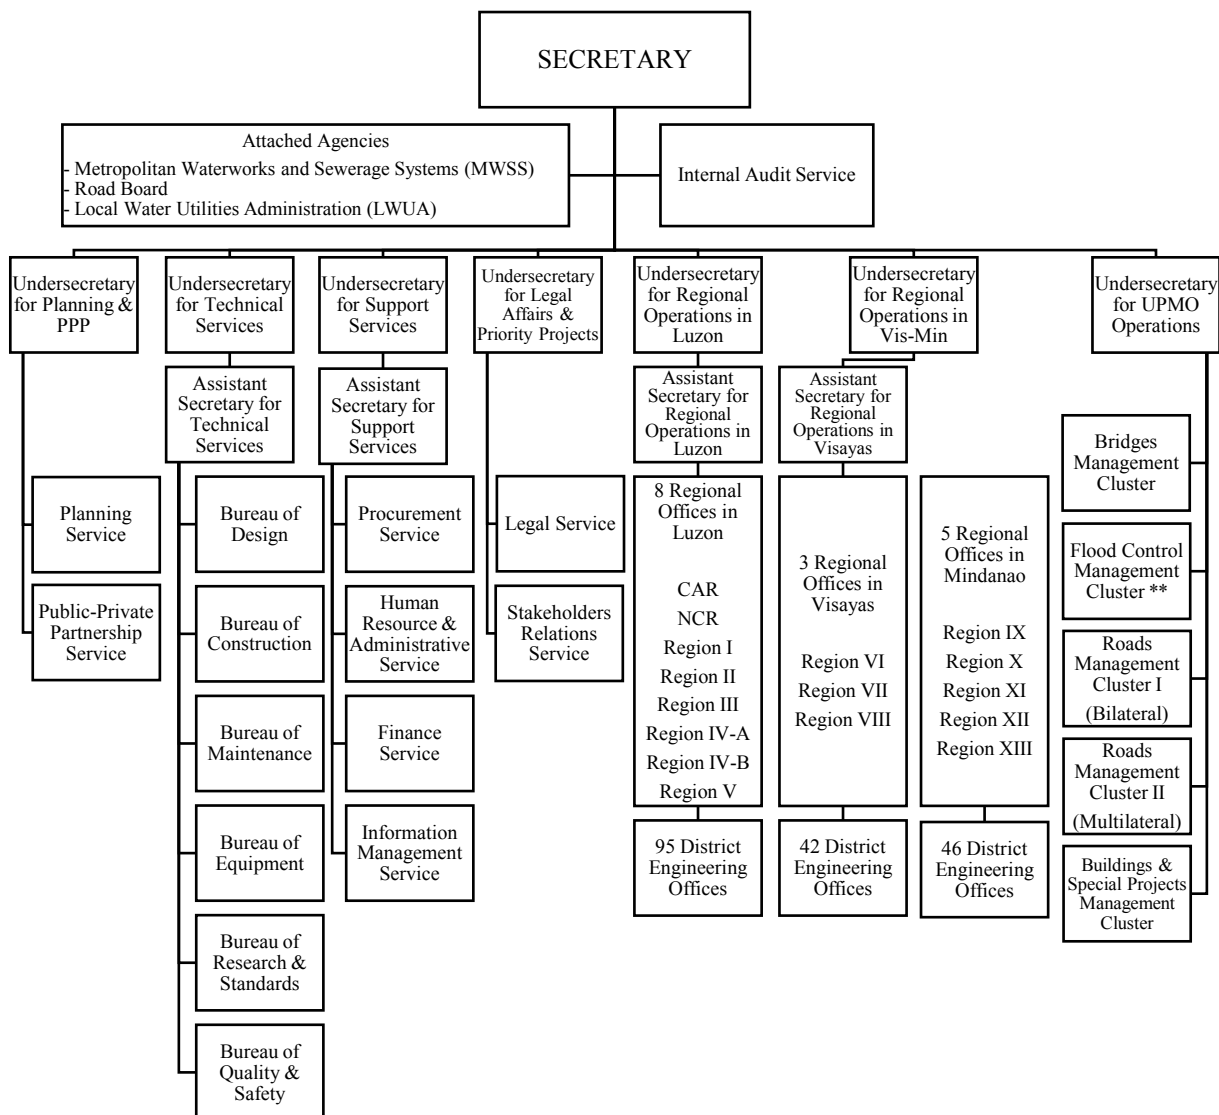 SECRETARY
Attached Agencies
- Metropolitan Waterworks and Sewerage Systems (MWSS)
- Road Board
- Local Water Utilities Administration (LWUA)
Internal Audit Service
Undersecretary
for Planning &
PPP
Undersecretary
for Technical
Services
Undersecretary
for Support
Services
Undersecretary
for Legal
Affairs &
Priority Projects
Undersecretary
for Regional
Operations in
Luzon
Undersecretary
for Regional
Operations in
Vis-Min
Undersecretary
for UPMO
Operations
Assistant
Secretary for
Technical
Services
Assistant
Secretary for
Support
Services
Assistant
Secretary for
Regional
Operations in
Luzon
Assistant
Secretary for
Regional
Operations in
Visayas
Planning
Service
Public-Private
Partnership
Service
Bureau of
Design
Bureau of
Construction
Bureau of
Maintenance
Bureau of
Equipment
Bureau of
Research &
Standards
Bureau of
Quality &
Safety
Procurement
Service
Human
Resource &
Administrative
Service
Finance
Service
Information
Management
Service
Legal Service
Stakeholders
Relations
Service
8 Regional
Offices in
Luzon
CAR
NCR
Region I
Region II
Region III
Region IV-A
Region IV-B
Region V
95 District
Engineering
Offices
3 Regional
Offices in
Visayas
Region VI
Region VII
Region VIII
42 District
Engineering
Offices
5 Regional
Offices in
Mindanao
Region IX
Region X
Region XI
Region XII
Region XIII
46 District
Engineering
Offices
Bridges
Management
Cluster
Flood Control
Management
Cluster **
Roads
Management
Cluster I
(Bilateral)
Roads
Management
Cluster II
(Multilateral)
Buildings &
Special Projects
Management
Cluster